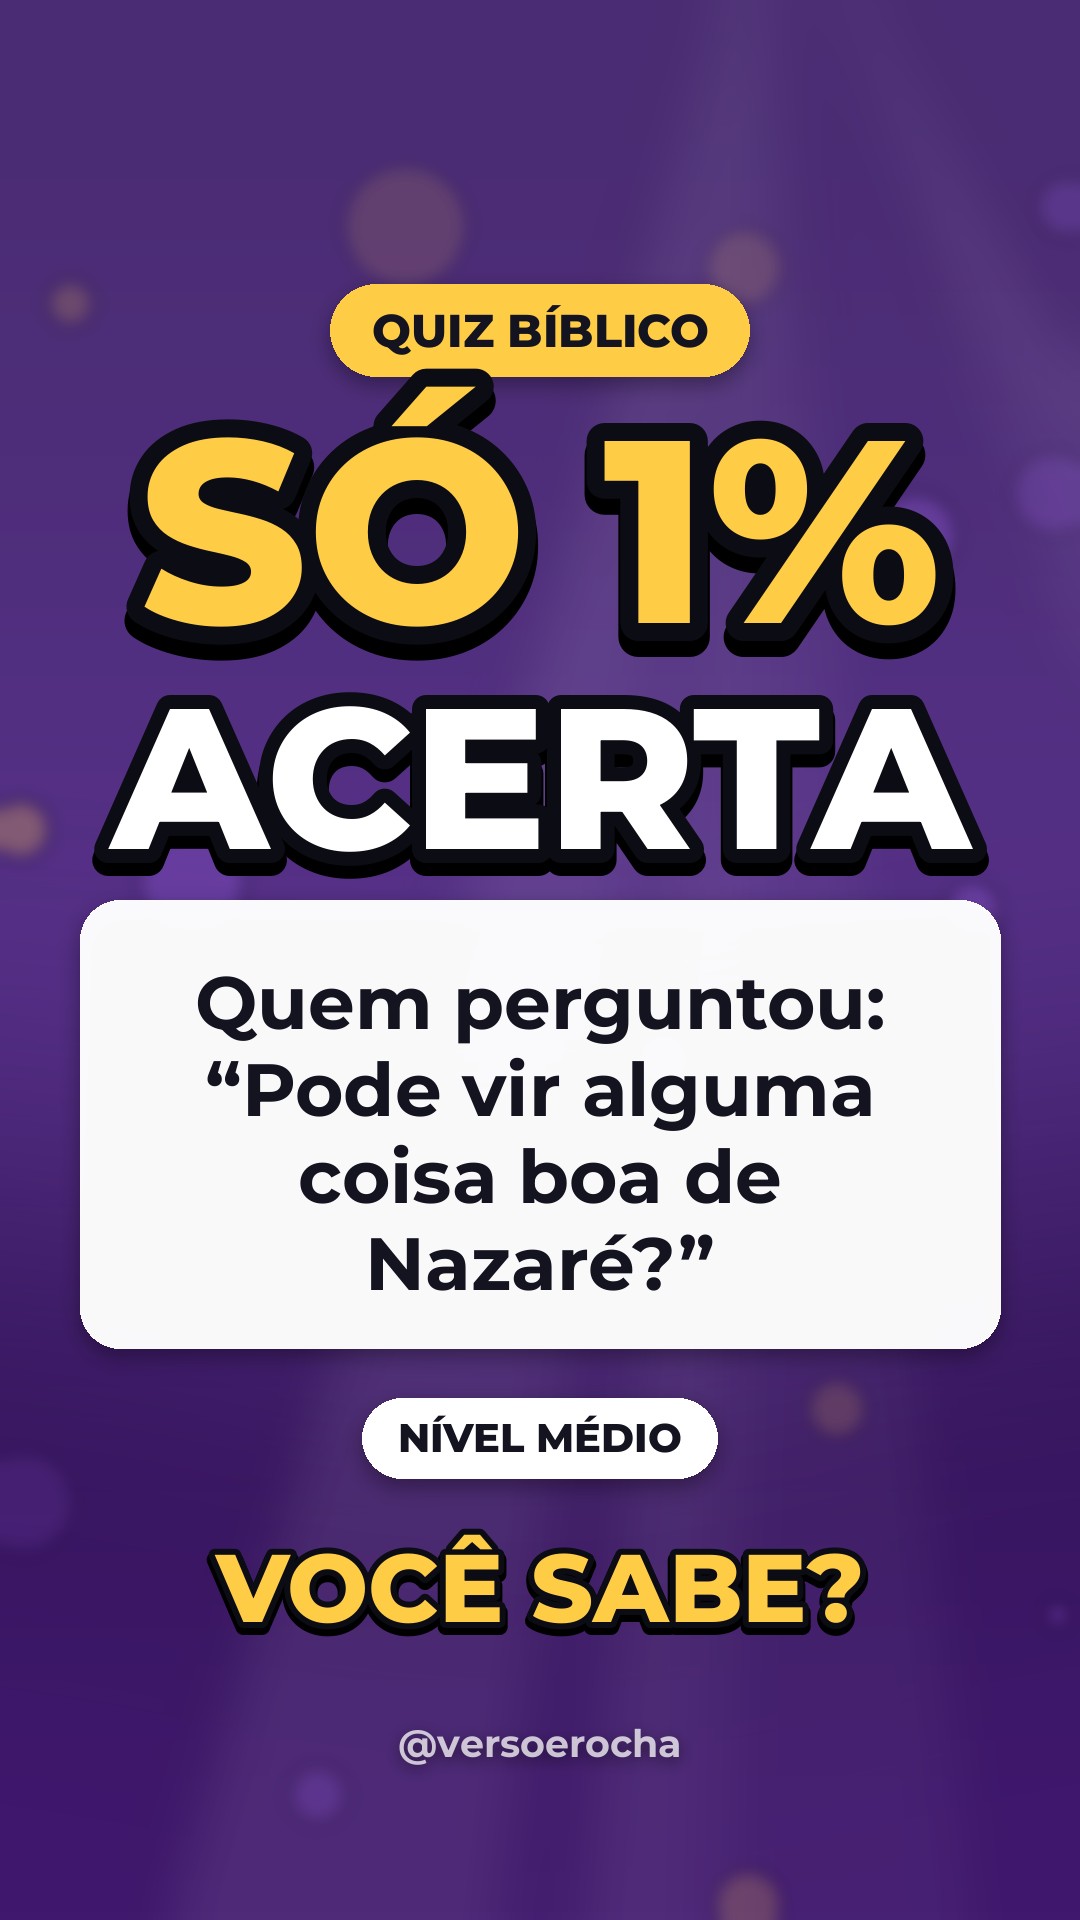 QUIZ BÍBLICO
SÓ 1%
ACERTA
Quem perguntou:
“Pode vir alguma
coisa boa de
Nazaré?”
NÍVEL MÉDIO
VOCÊ SABE?
@versoerocha